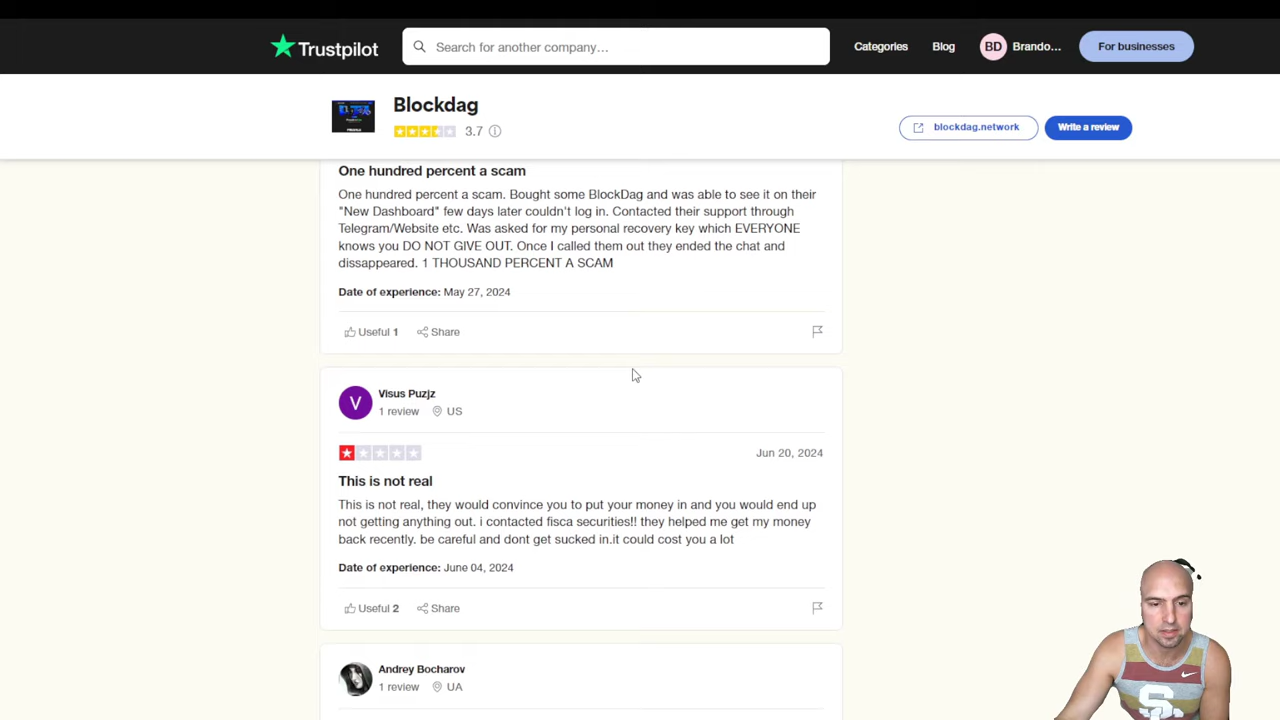 Trustpilot
Search for another company…
Categories
Blog
BD
Brando...
For businesses
Blockdag
3.7
blockdag.network
Write a review
One hundred percent a scam
One hundred percent a scam. Bought some BlockDag and was able to see it on their
"New Dashboard" few days later couldn't log in. Contacted their support through
Telegram/Website etc. Was asked for my personal recovery key which EVERYONE
knows you DO NOT GIVE OUT. Once I called them out they ended the chat and
dissappeared. 1 THOUSAND PERCENT A SCAM
Date of experience: May 27, 2024
Useful 1
Share
V
Visus Puzjz
1 review
US
Jun 20, 2024
This is not real
This is not real, they would convince you to put your money in and you would end up
not getting anything out. i contacted fisca securities!! they helped me get my money
back recently. be careful and dont get sucked in.it could cost you a lot
Date of experience: June 04, 2024
Useful 2
Share
Andrey Bocharov
1 review
UA